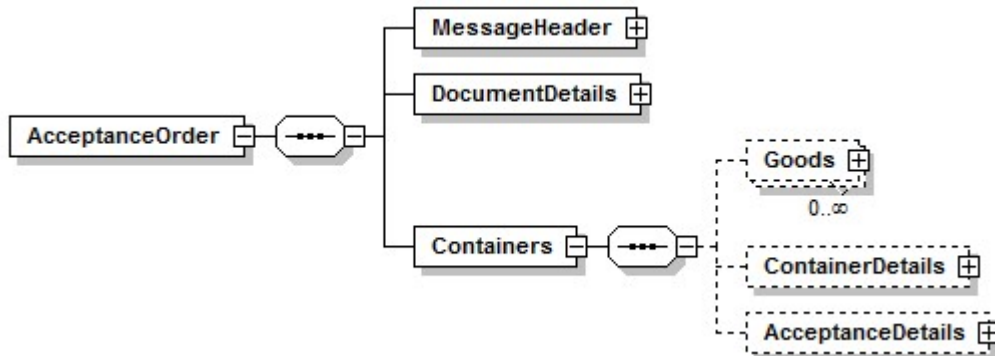 MessageHeader
DocumentDetails
AcceptanceOrder
Goods
0..∞
Containers
ContainerDetails
AcceptanceDetails